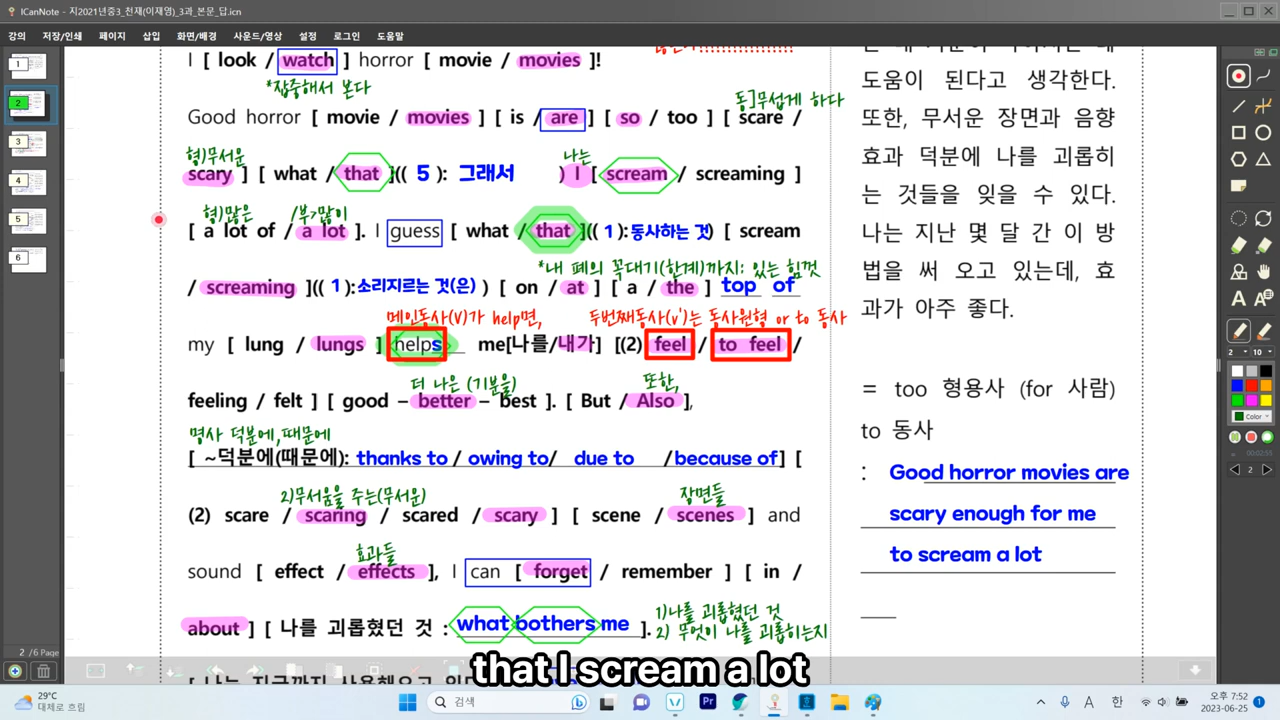 ICanNote - 지2021년중3_천재(이재영)_3과_본문_답.icn
강의 저장/인쇄 페이지 삽입 화면/배경 사운드/영상 설정 로그인 도움말
1
2
3
4
5
6
I [ look / watch ] horror [ movie / movies ]!
*집중해서 본다
동]무섭게 하다
Good horror [ movie / movies ] [ is / are ] [ so / too ] [ scare /
형)무서운 나는
scary ] [ what / that ](( 5 ): 그래서 ) I [ scream / screaming ]
형)많은 /부>많이
[ a lot of / a lot ]. I guess [ what / that ](( 1 ):동사하는 것) [ scream
*내 폐의 꼭대기(한계)까지: 있는 힘껏
/ screaming ](( 1 ):소리지르는 것(은) ) [ on / at ] [ a / the ] top of
메인동사(v)가 help면, 두번째동사(v')는 동사원형 or to 동사
my [ lung / lungs ] helps me[나를/내가] [(2) feel / to feel /
더 나은 (기분을) 또한,
feeling / felt ] [ good – better – best ]. [ But / Also ],
명사 덕분에,때문에
[ ~덕분에(때문에): thanks to / owing to/ due to /because of] [
2)무서움을 주는(무서운) 장면들
(2) scare / scaring / scared / scary ] [ scene / scenes ] and
효과들
sound [ effect / effects ], I can [ forget / remember ] [ in /
about ] [ 나를 괴롭혔던 것 : what bothers me ].
1)나를 괴롭혔던 것
2) 무엇이 나를 괴롭히는지
도움이 된다고 생각한다.
또한, 무서운 장면과 음향
효과 덕분에 나를 괴롭히
는 것들을 잊을 수 있다.
나는 지난 몇 달 간 이 방
법을 써 오고 있는데, 효
과가 아주 좋다.
= too 형용사 (for 사람)
to 동사
: Good horror movies are
scary enough for me
to scream a lot
that I scream a lot
2 / 6 Page
2 10
Color
00:02:55
2
29°C
대체로 흐림
검색
A 한
오후 7:52
2023-06-25